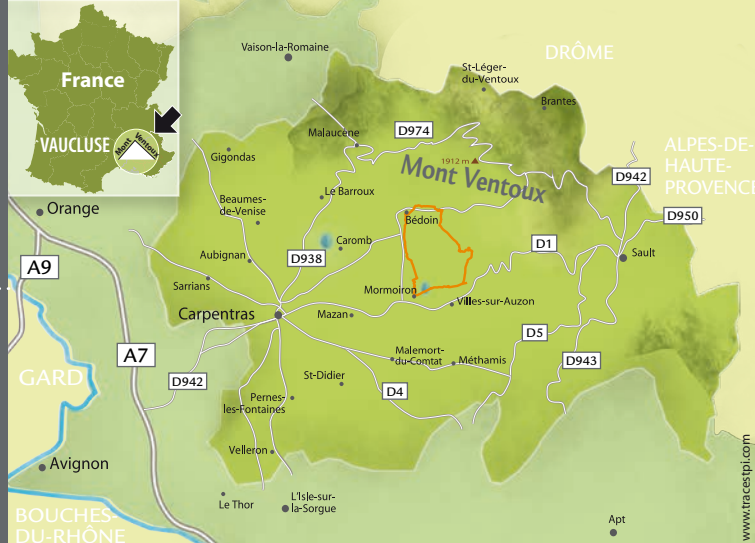 France
VAUCLUSE
Mont Ventoux
Vaison-la-Romaine
DRÔME
St-Léger-
du-Ventoux
Brantes
Malaucène
D974
1912 m
Mont Ventoux
ALPES-DE-
HAUTE-
PROVENCE
Gigondas
D942
D950
Orange
Beaumes-
de-Venise
Le Barroux
Bédoin
Caromb
D1
Sault
A9
Aubignan
D938
Sarrians
Mormoiron
Villes-sur-Auzon
Carpentras
Mazan
D5
A7
Malemort-
du-Comtat
Méthamis
D943
GARD
D942
St-Didier
D4
Pernes-
les-Fontaines
Velleron
Avignon
Le Thor
L'Isle-sur-
la-Sorgue
BOUCHES-
DU-RHÔNE
Apt
www.tracestpi.com